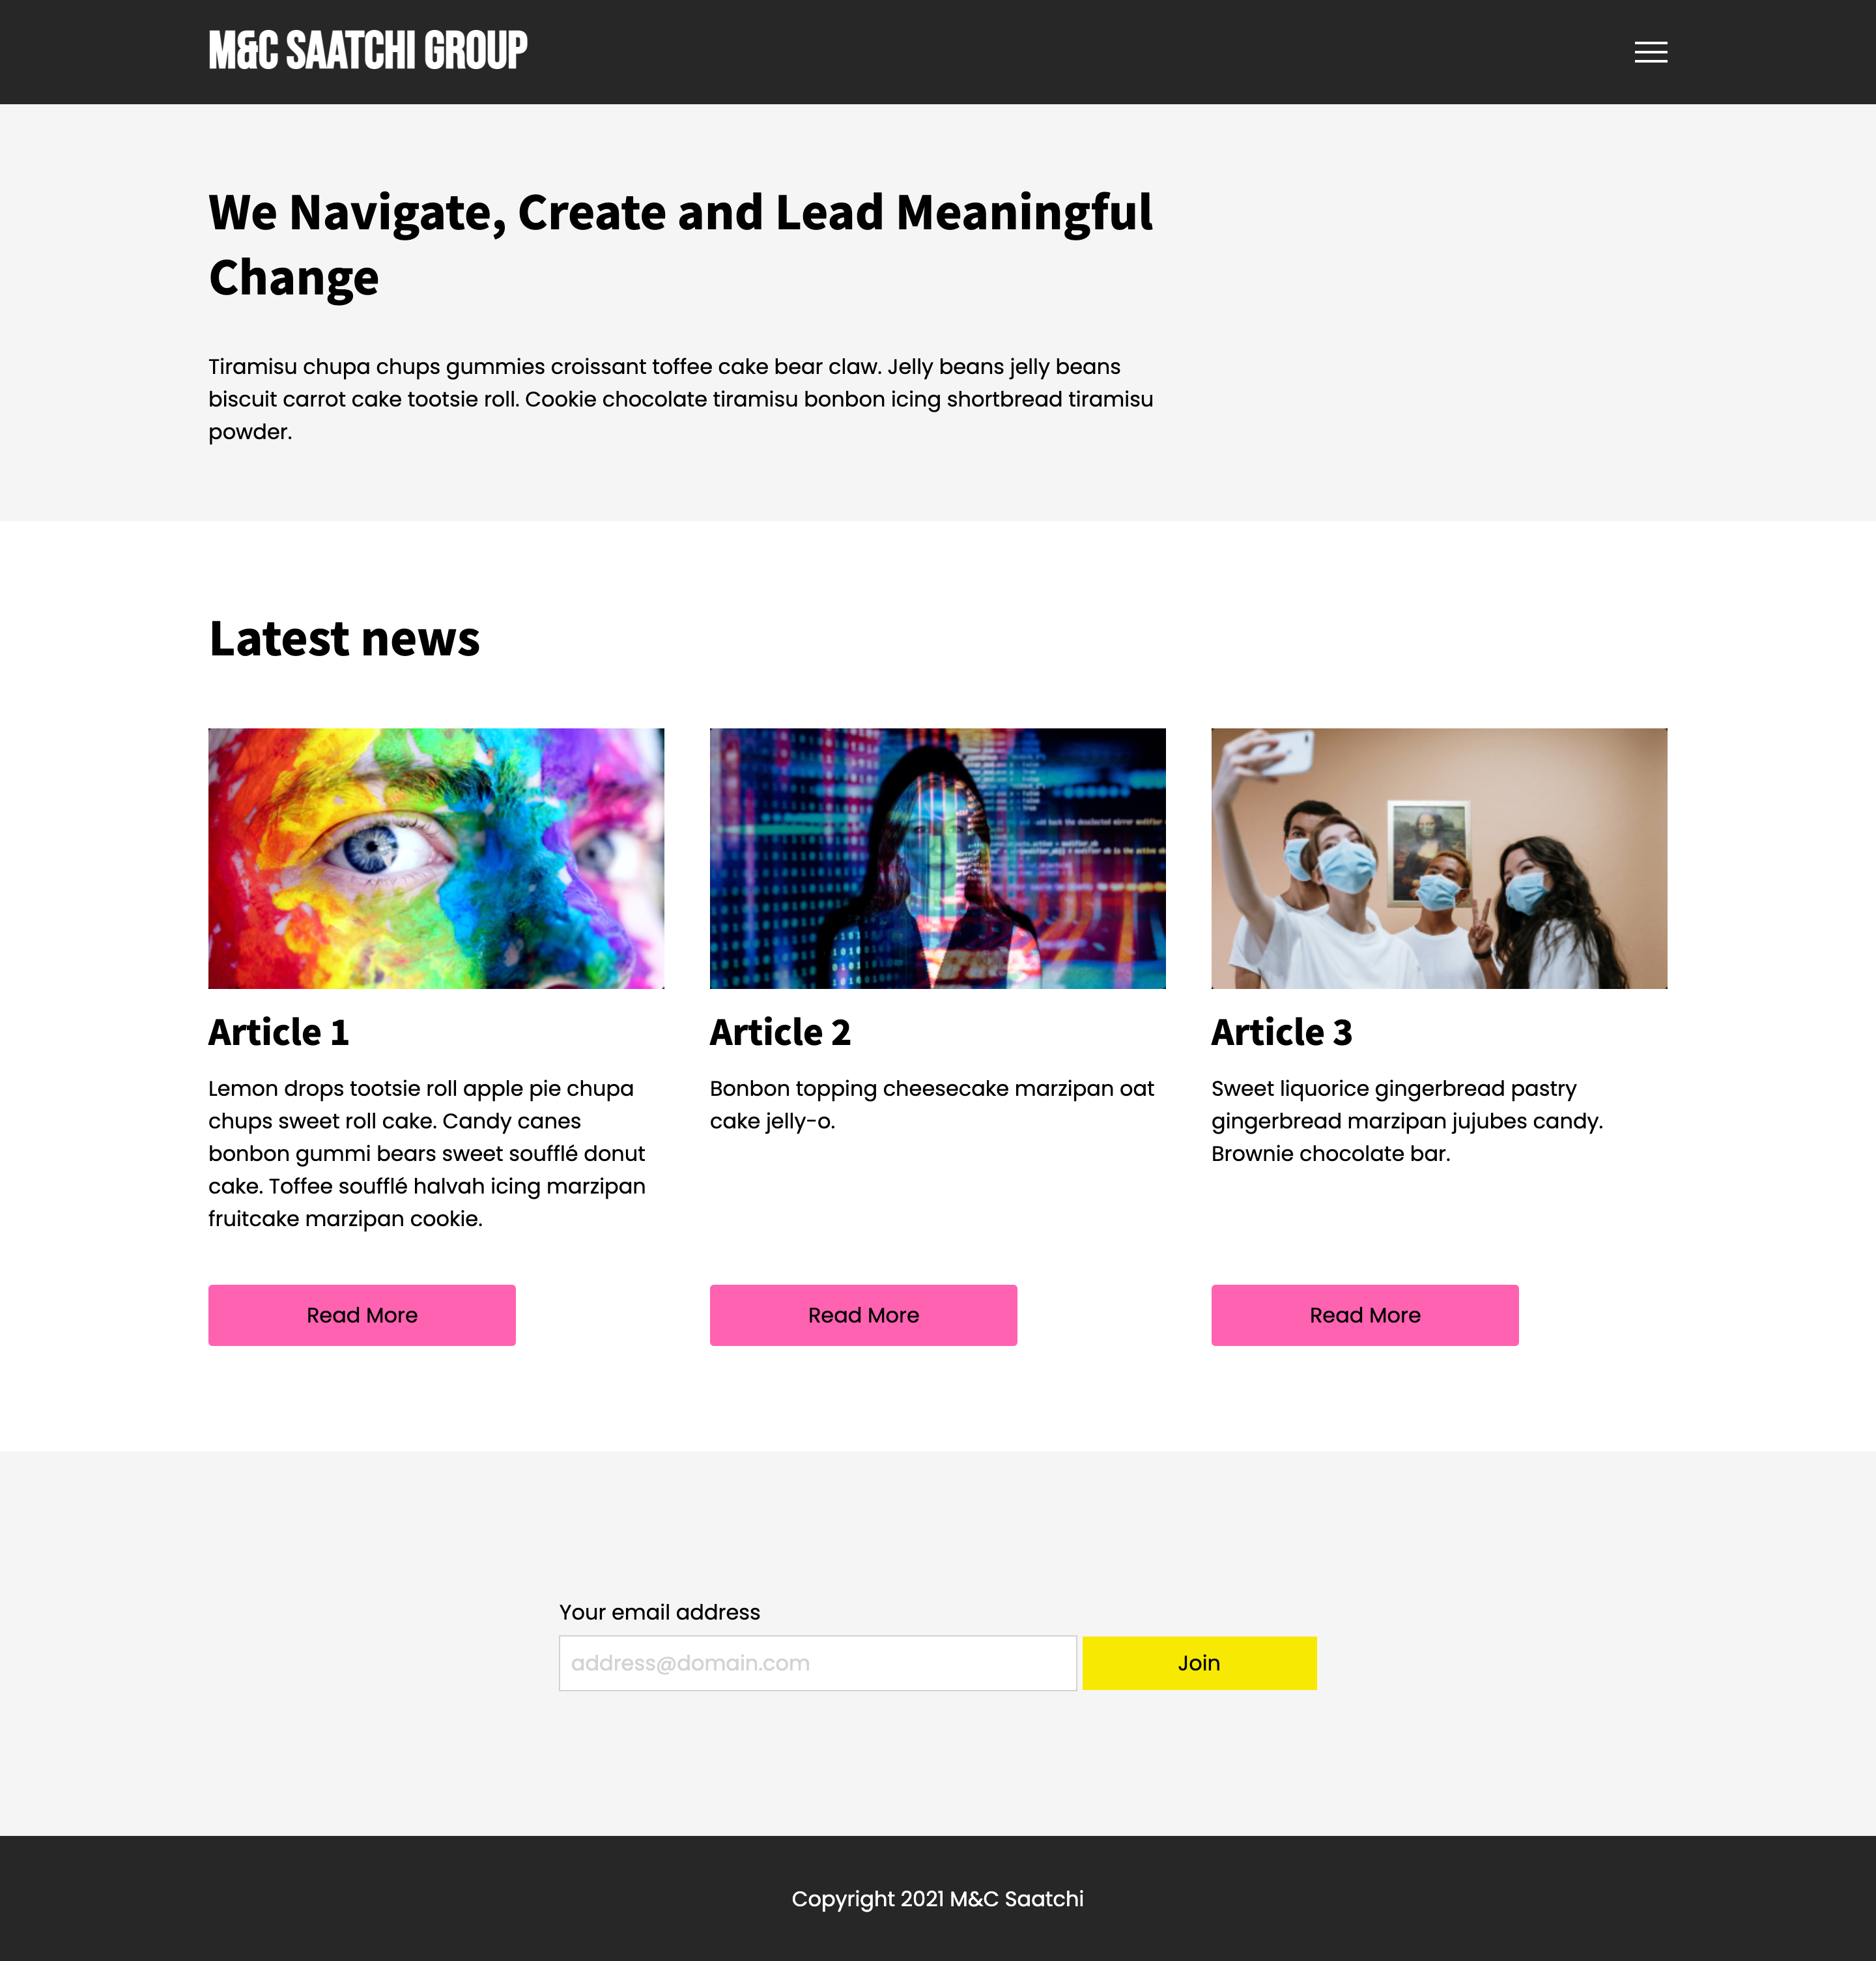 M&C SAATCHI GROUP
We Navigate, Create and Lead Meaningful
Change
Tiramisu chupa chups gummies croissant toffee cake bear claw. Jelly beans jelly beans
biscuit carrot cake tootsie roll. Cookie chocolate tiramisu bonbon icing shortbread tiramisu
powder.
Latest news
Article 1
Lemon drops tootsie roll apple pie chupa
chups sweet roll cake. Candy canes
bonbon gummi bears sweet soufflé donut
cake. Toffee soufflé halvah icing marzipan
fruitcake marzipan cookie.
Read More
Article 2
Bonbon topping cheesecake marzipan oat
cake jelly-o.
Read More
Article 3
Sweet liquorice gingerbread pastry
gingerbread marzipan jujubes candy.
Brownie chocolate bar.
Read More
Your email address
address@domain.com
Join
Copyright 2021 M&C Saatchi